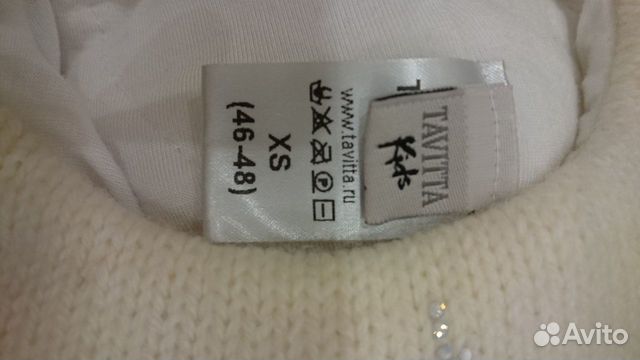 TAVITTA
Kids
www.tavitta.ru
XS
(46-48)
Avito